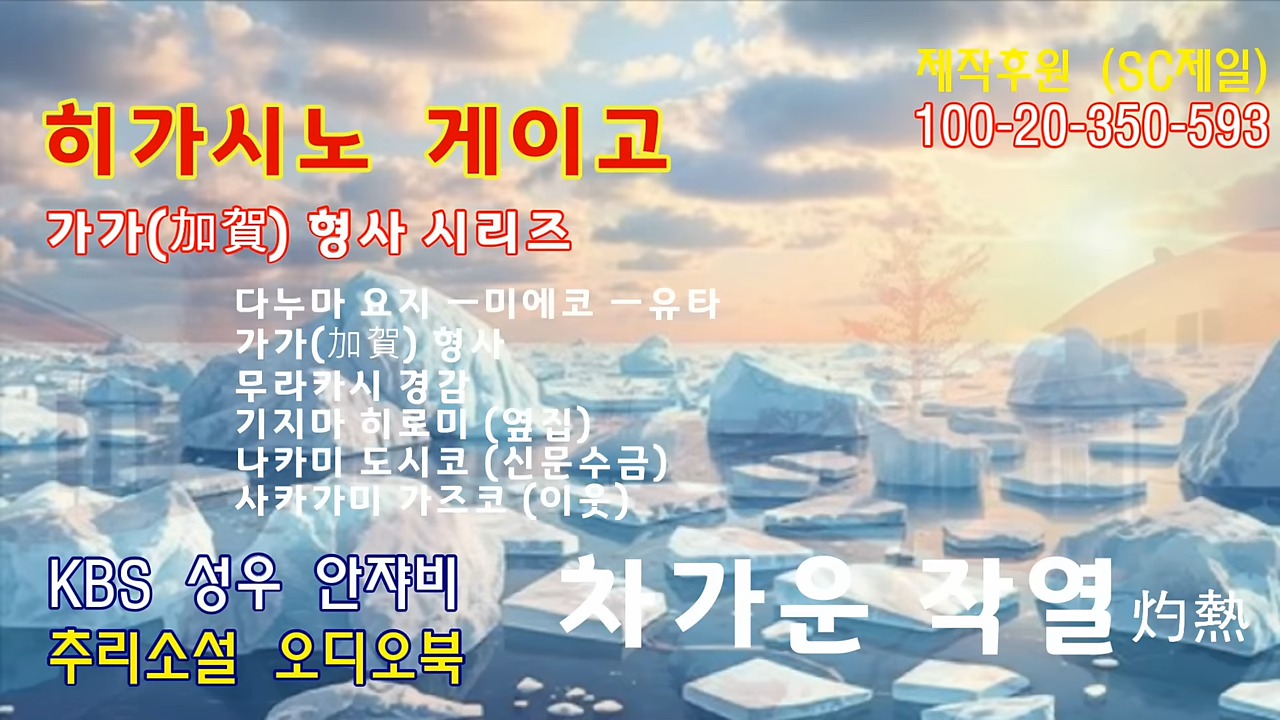 제작후원 (SC제일)
100-20-350-593
히가시노 게이고
가가(加賀) 형사 시리즈
다누마 요지 ㅡ미에코 ㅡ유타
가가(加賀) 형사
무라카시 경감
기지마 히로미 (옆집)
나카미 도시코 (신문수금)
사카가미 가즈코 (이웃)
KBS 성우 안쟈비
추리소설 오디오북
차가운 작열 灼熱